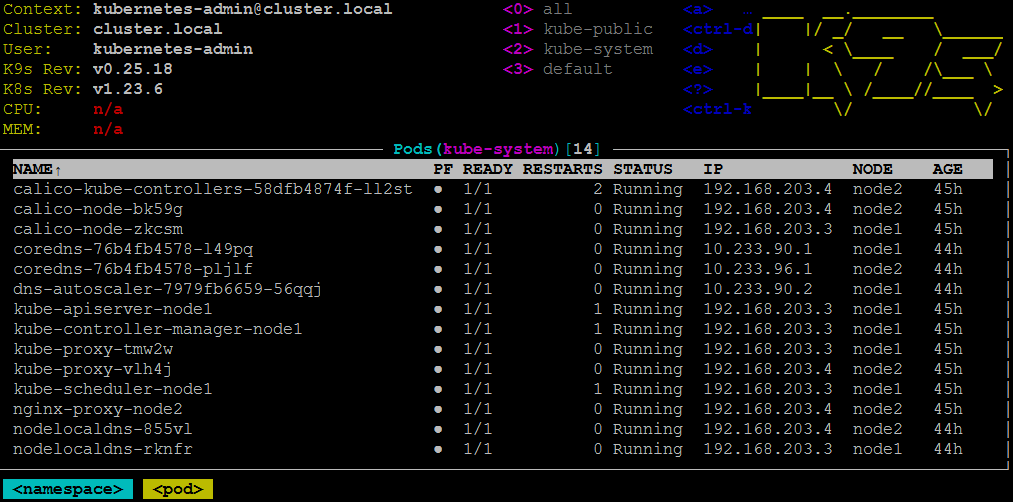 Context: kubernetes-admin@cluster.local <0> all <a> …
Cluster: cluster.local <1> kube-public <ctrl-d
User: kubernetes-admin <2> kube-system <d>
K9s Rev: v0.25.18 <3> default <e>
K8s Rev: v1.23.6 <?>
CPU: n/a <ctrl-k
MEM: n/a
Pods(kube-system)[14]
NAME↑ PF READY RESTARTS STATUS IP NODE AGE
calico-kube-controllers-58dfb4874f-ll2st ● 1/1 2 Running 192.168.203.4 node2 45h
calico-node-bk59g ● 1/1 0 Running 192.168.203.4 node2 45h
calico-node-zkcsm ● 1/1 0 Running 192.168.203.3 node1 45h
coredns-76b4fb4578-l49pq ● 1/1 0 Running 10.233.90.1 node1 44h
coredns-76b4fb4578-pljlf ● 1/1 0 Running 10.233.96.1 node2 44h
dns-autoscaler-7979fb6659-56qqj ● 1/1 0 Running 10.233.90.2 node1 44h
kube-apiserver-node1 ● 1/1 1 Running 192.168.203.3 node1 45h
kube-controller-manager-node1 ● 1/1 1 Running 192.168.203.3 node1 45h
kube-proxy-tmw2w ● 1/1 0 Running 192.168.203.3 node1 45h
kube-proxy-vlh4j ● 1/1 0 Running 192.168.203.4 node2 45h
kube-scheduler-node1 ● 1/1 1 Running 192.168.203.3 node1 45h
nginx-proxy-node2 ● 1/1 0 Running 192.168.203.4 node2 45h
nodelocaldns-855vl ● 1/1 0 Running 192.168.203.4 node2 44h
nodelocaldns-rknfr ● 1/1 0 Running 192.168.203.3 node1 44h
<namespace> <pod>